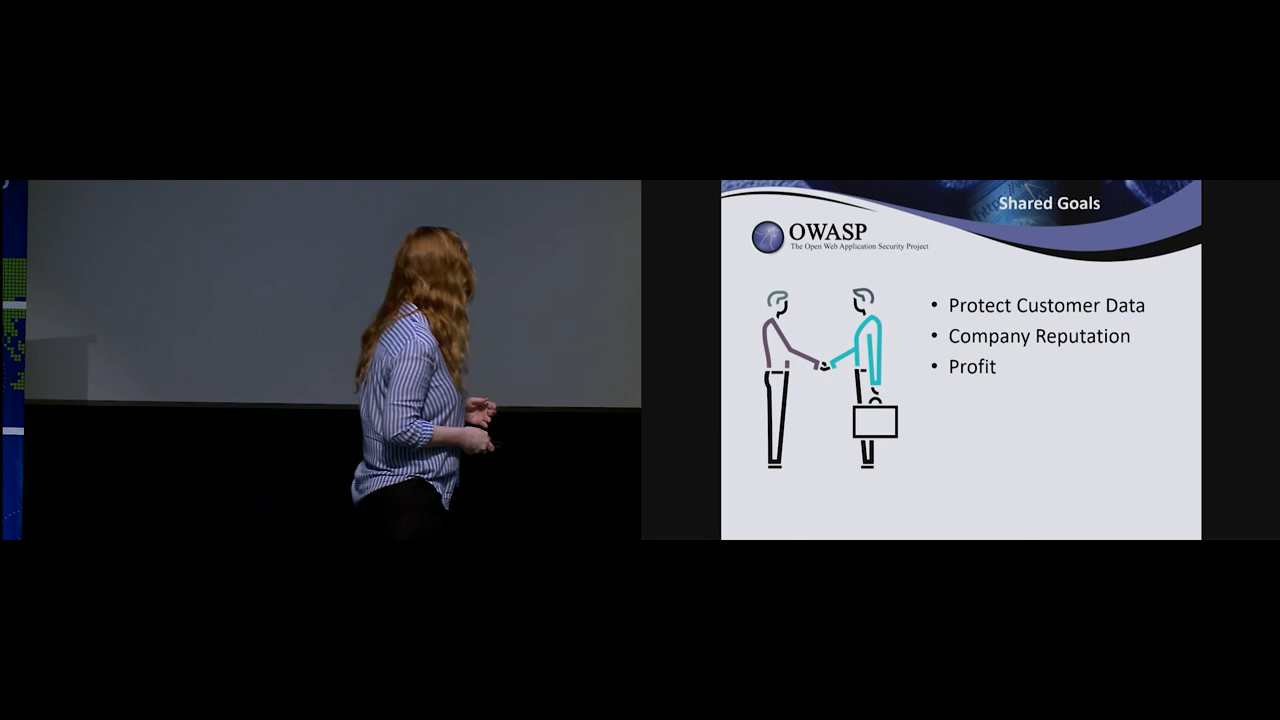 Shared Goals
OWASP
The Open Web Application Security Project
• Protect Customer Data
• Company Reputation
• Profit